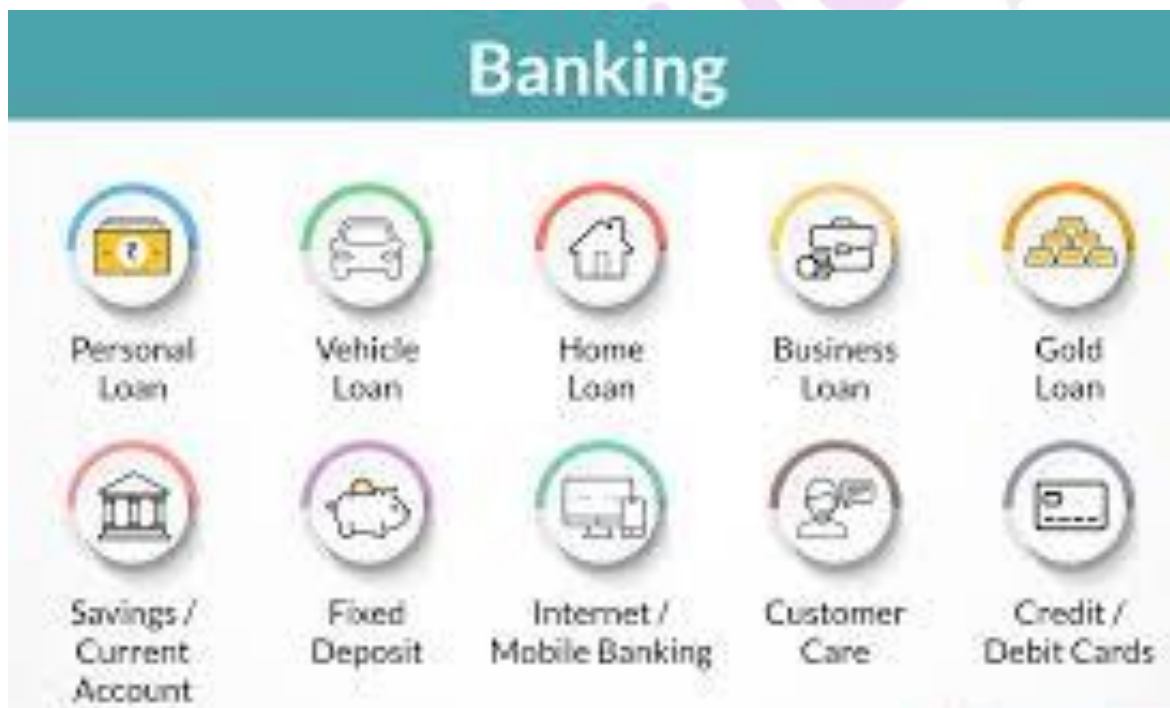 Banking
Personal
Loan
Vehicle
Loan
Home
Loan
Business
Loan
Gold
Loan
Savings /
Current
Account
Fixed
Deposit
Internet /
Mobile Banking
Customer
Care
Credit /
Debit Cards